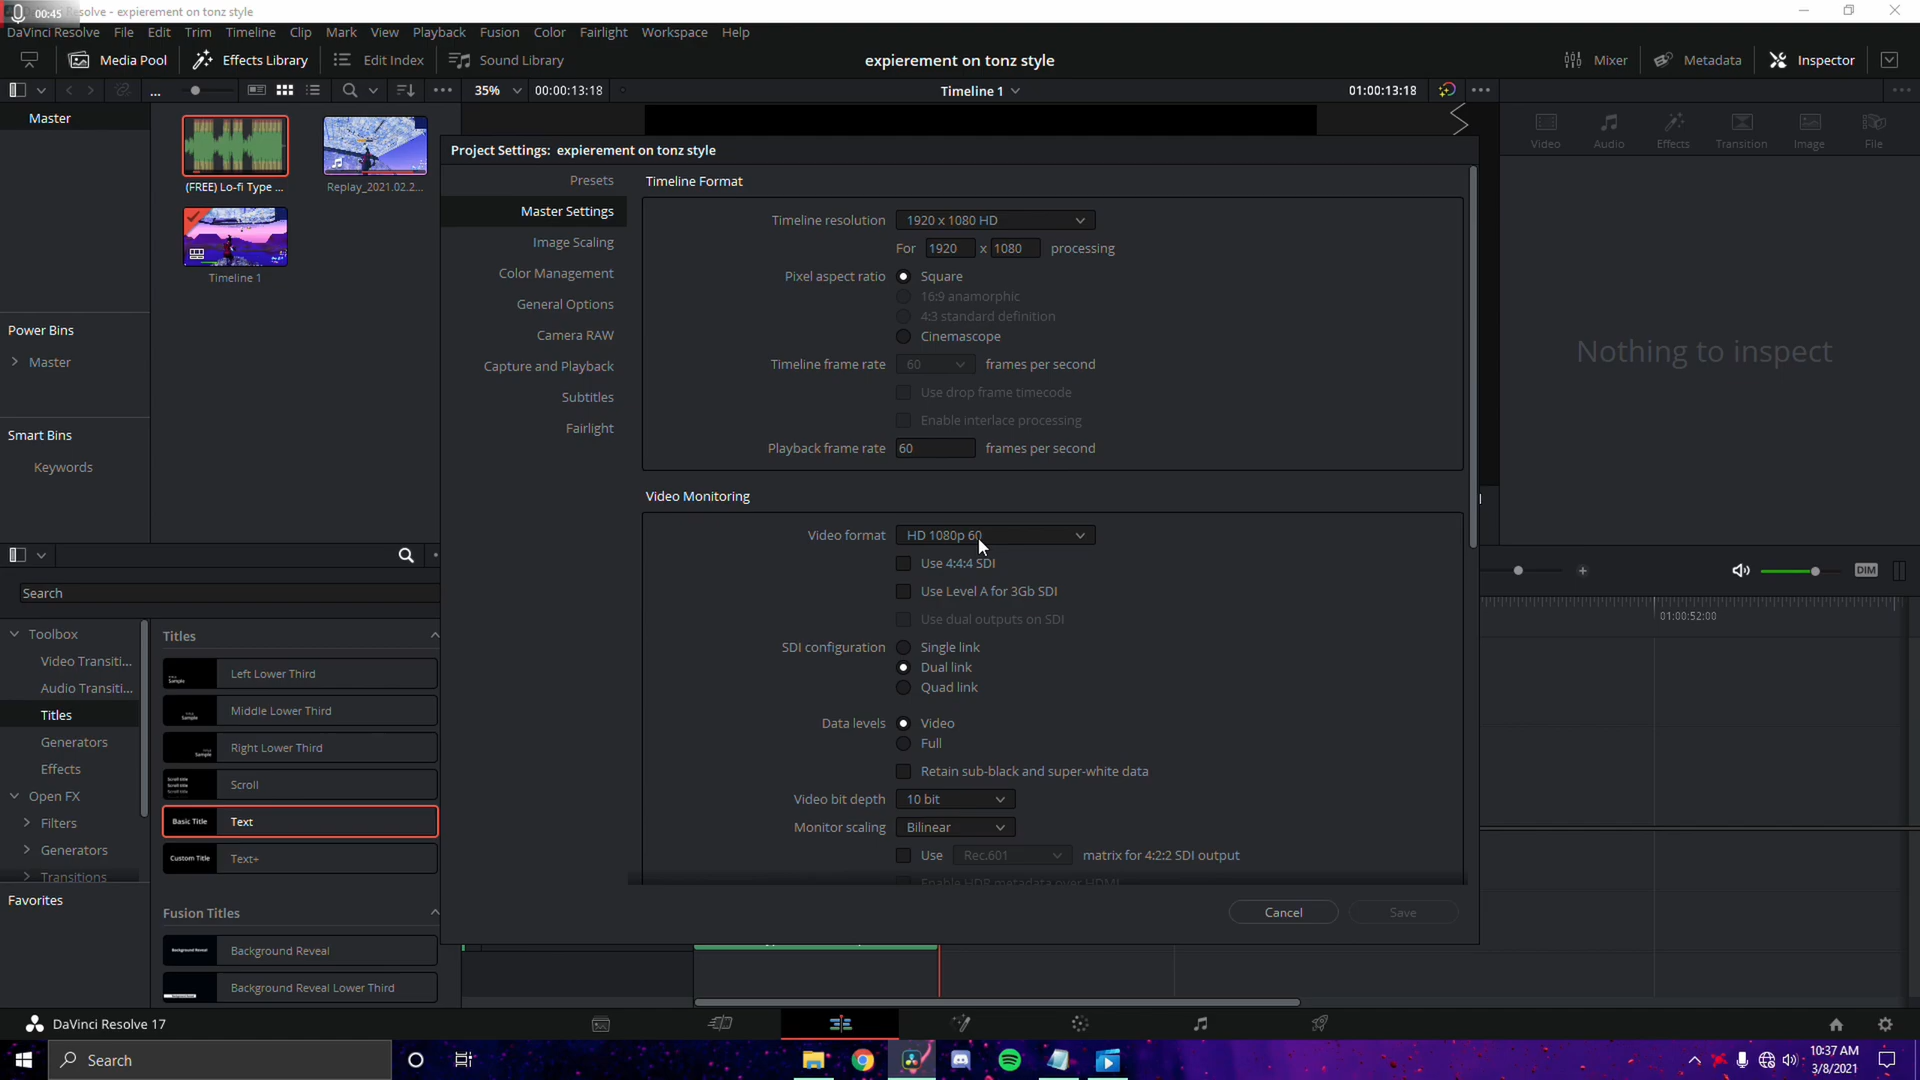 00:45
Resolve - expierement on tonz style
DaVinci Resolve File Edit Trim Timeline Clip Mark View Playback Fusion Color Fairlight Workspace Help
Media Pool Effects Library Edit Index Sound Library expierement on tonz style Mixer Metadata Inspector
... 35% 00:00:13:18 Timeline 1 01:00:13:18
Master
(FREE) Lo-fi Type ...
Replay_2021.02.2...
Timeline 1
Power Bins
Master
Smart Bins
Keywords
Project Settings: expierement on tonz style
Presets
Master Settings
Image Scaling
Color Management
General Options
Camera RAW
Capture and Playback
Subtitles
Fairlight
Timeline Format
Timeline resolution 1920 x 1080 HD
For 1920 x 1080 processing
Pixel aspect ratio Square
16:9 anamorphic
4:3 standard definition
Cinemascope
Timeline frame rate 60 frames per second
Use drop frame timecode
Enable interlace processing
Playback frame rate 60 frames per second
Video Monitoring
Video format HD 1080p 60
Use 4:4:4 SDI
Use Level A for 3Gb SDI
Use dual outputs on SDI
SDI configuration Single link
Dual link
Quad link
Data levels Video
Full
Retain sub-black and super-white data
Video bit depth 10 bit
Monitor scaling Bilinear
Use Rec.601 matrix for 4:2:2 SDI output
Enable HDR metadata over HDMI
Cancel Save
Video Audio Effects Transition Image File
Nothing to inspect
DIM
01:00:52:00
Search
Toolbox
Video Transiti...
Audio Transiti...
Titles
Generators
Effects
Open FX
Filters
Generators
Transitions
Favorites
Titles
Left Lower Third
Middle Lower Third
Right Lower Third
Scroll
Basic Title Text
Custom Title Text+
Fusion Titles
Background Reveal
Background Reveal Lower Third
DaVinci Resolve 17
Search
10:37 AM
3/8/2021